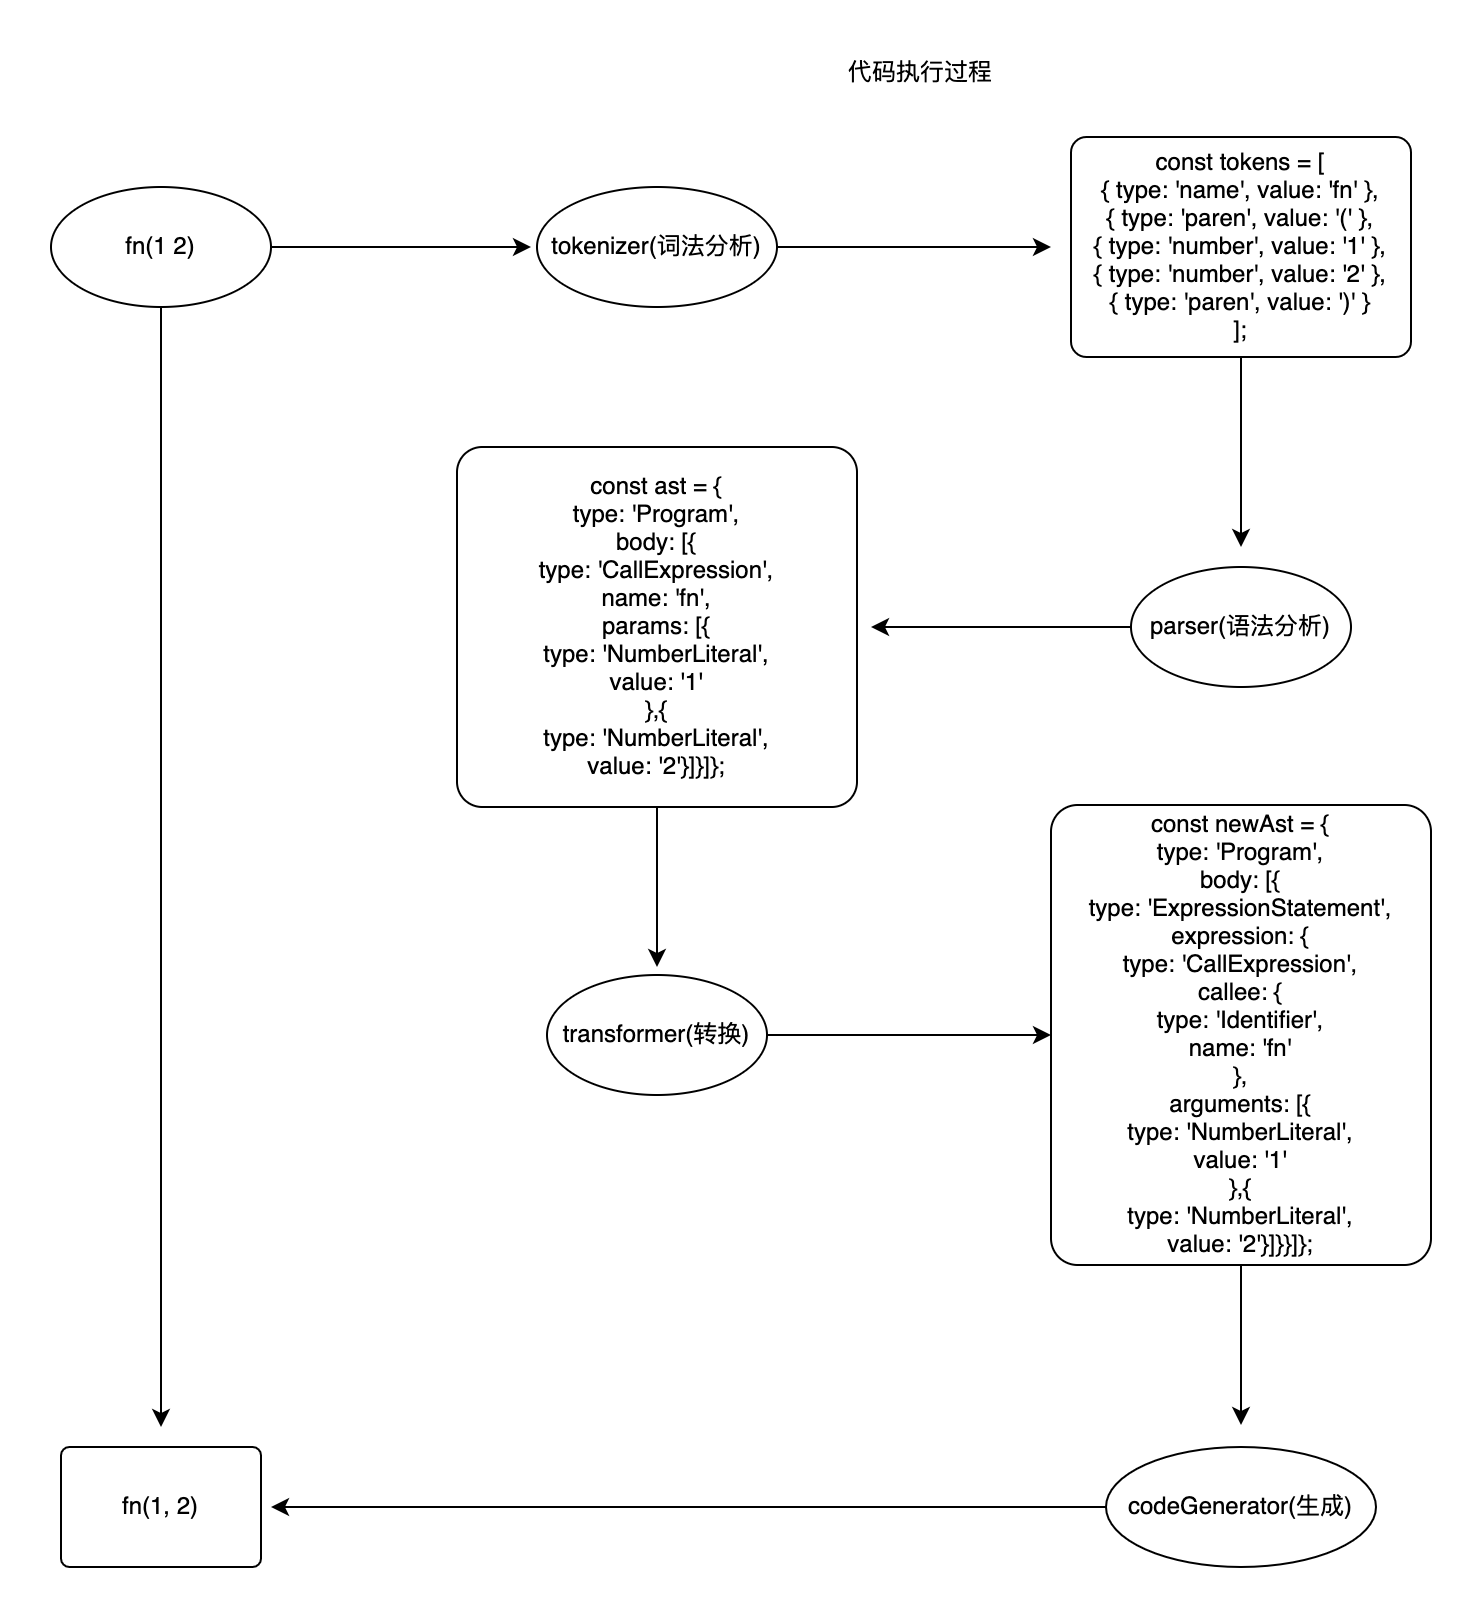 代码执行过程
fn(1 2)
tokenizer(词法分析)
const tokens = [
{ type: 'name', value: 'fn' },
{ type: 'paren', value: '(' },
{ type: 'number', value: '1' },
{ type: 'number', value: '2' },
{ type: 'paren', value: ')' }
];
parser(语法分析)
const ast = {
type: 'Program',
body: [{
type: 'CallExpression',
name: 'fn',
params: [{
type: 'NumberLiteral',
value: '1'
},{
type: 'NumberLiteral',
value: '2'}]}]};
transformer(转换)
const newAst = {
type: 'Program',
body: [{
type: 'ExpressionStatement',
expression: {
type: 'CallExpression',
callee: {
type: 'Identifier',
name: 'fn'
},
arguments: [{
type: 'NumberLiteral',
value: '1'
},{
type: 'NumberLiteral',
value: '2'}]}}]};
codeGenerator(生成)
fn(1, 2)